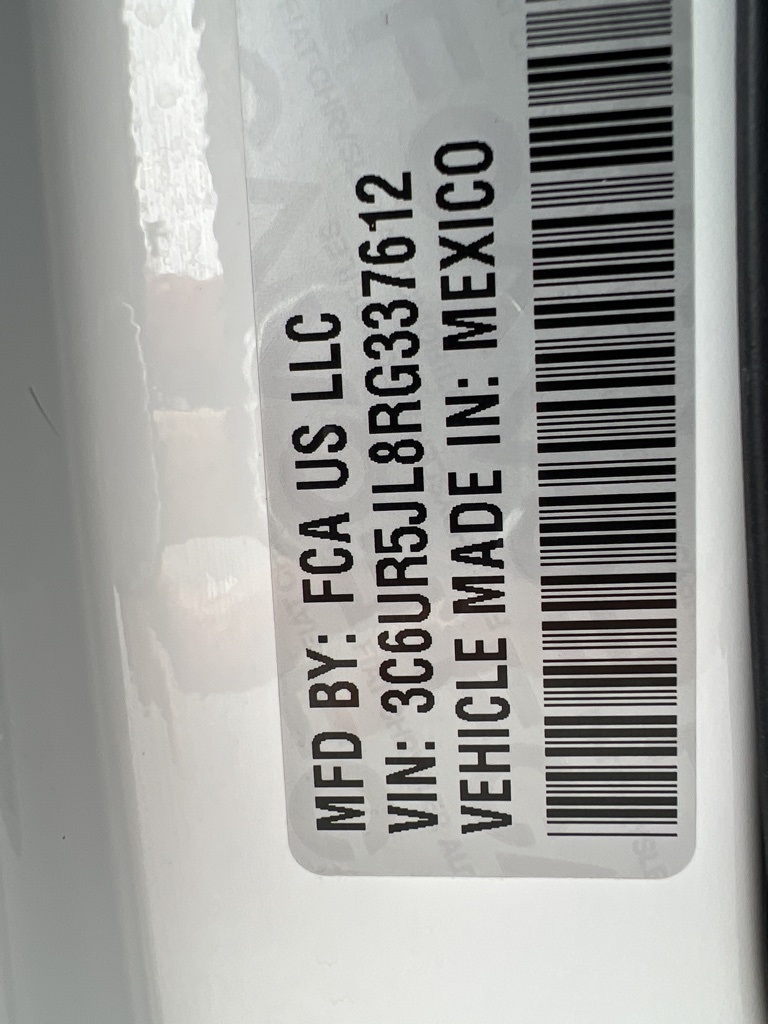 MFD BY: FCA US LLC
VIN: 3C6UR5JL8RG337612
VEHICLE MADE IN: MEXICO